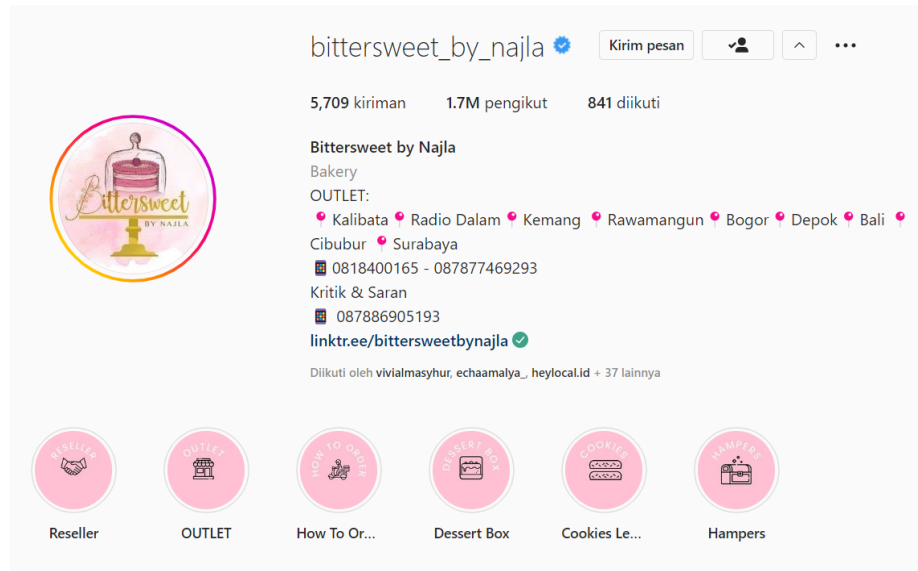 bittersweet_by_najla
Kirim pesan
5,709 kiriman 1.7M pengikut 841 diikuti
Bittersweet
BY NAJLA
Bittersweet by Najla
Bakery
OUTLET:
📍 Kalibata 📍 Radio Dalam 📍 Kemang 📍 Rawamangun 📍 Bogor 📍 Depok 📍 Bali 📍
Cibubur 📍 Surabaya
📱 0818400165 - 087877469293
Kritik & Saran
📱 087886905193
linktr.ee/bittersweetbynajla
Diikuti oleh vivialmasyhur, echaamalya_, heylocal.id + 37 lainnya
RESELLER
OUTLET
HOW TO ORDER
DESSERT BOX
COOKIES
HAMPERS
Reseller
OUTLET
How To Or...
Dessert Box
Cookies Le...
Hampers